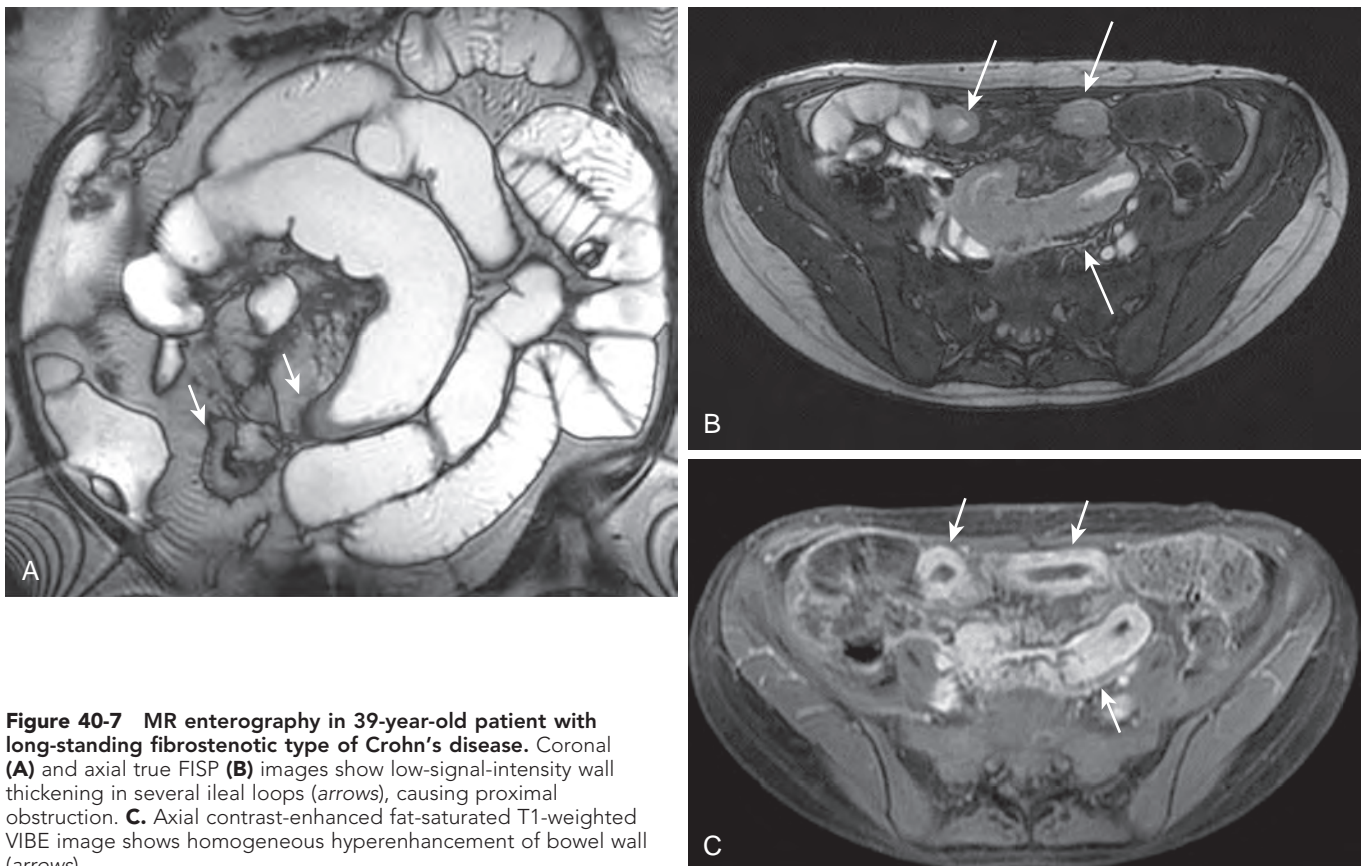 A
B
C
Figure 40-7 MR enterography in 39-year-old patient with
long-standing fibrostenotic type of Crohn's disease. Coronal
(A) and axial true FISP (B) images show low-signal-intensity wall
thickening in several ileal loops (arrows), causing proximal
obstruction. C. Axial contrast-enhanced fat-saturated T1-weighted
VIBE image shows homogeneous hyperenhancement of bowel wall
(arrows).